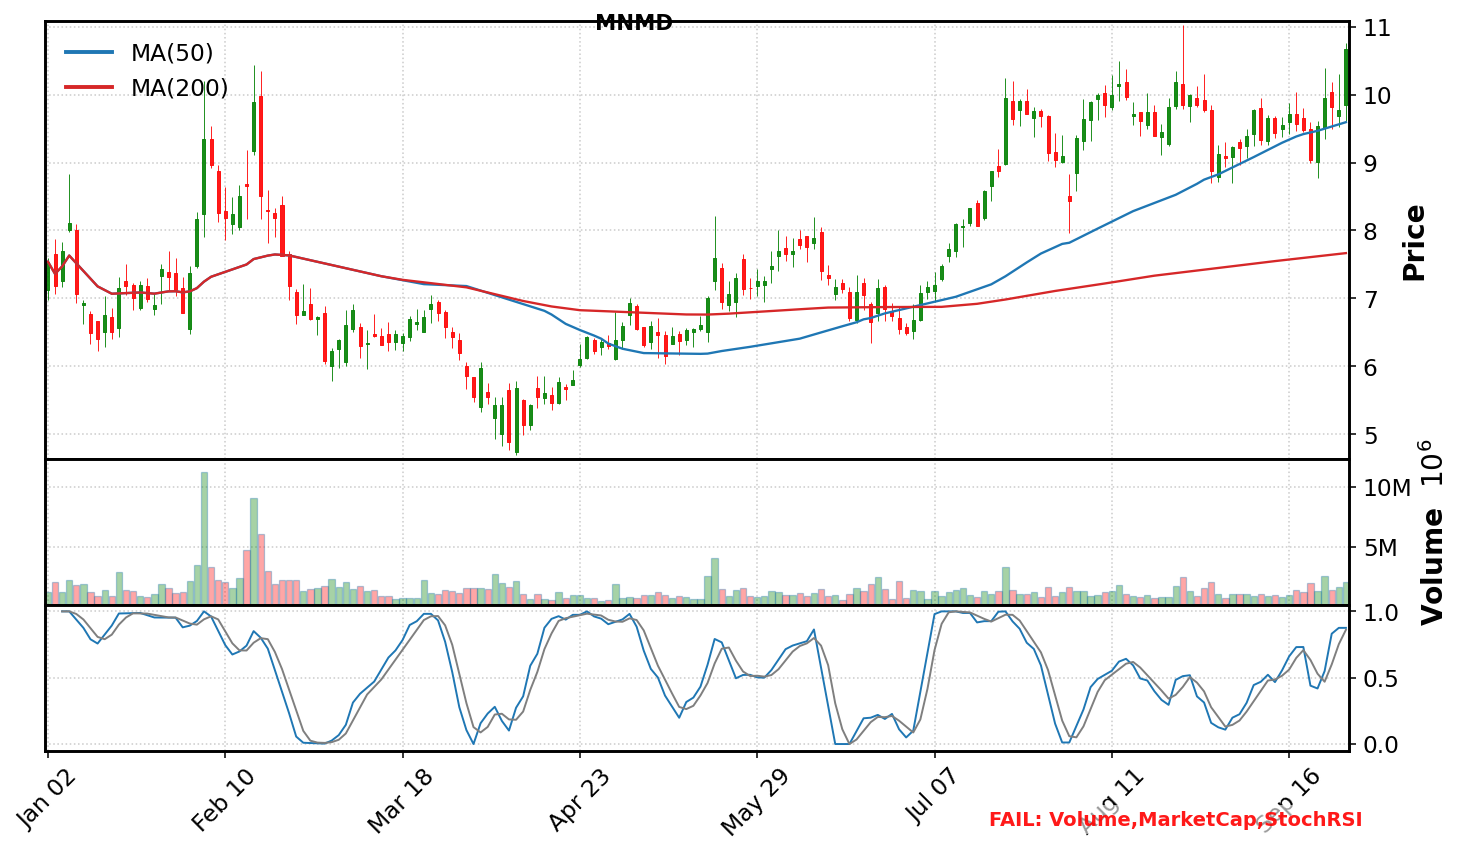 MNMD
MA(50)
MA(200)
11
10
9
8
7
6
5
Price
10M
5M
Volume 10^6
1.0
0.5
0.0
Jan 02
Feb 10
Mar 18
Apr 23
May 29
Jul 07
Aug 11
Sep 16
FAIL: Volume,MarketCap,StochRSI